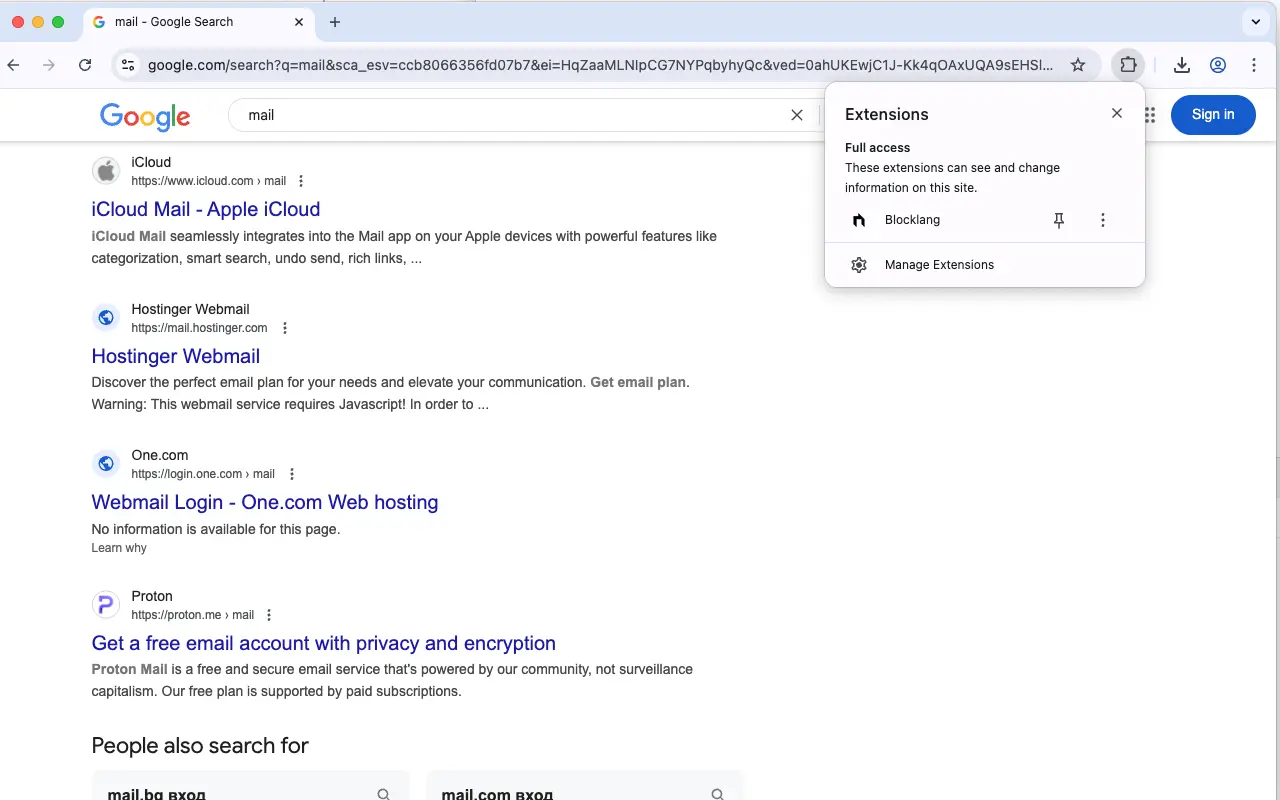 mail - Google Search
google.com/search?q=mail&sca_esv=ccb8066356fd07b7&ei=HqZaaMLNIpCG7NYPqbyhyQc&ved=0ahUKEwjC1J-Kk4qOAxUQA9sEHSI...
Google
mail
Sign in
Extensions
Full access
These extensions can see and change
information on this site.
Blocklang
Manage Extensions
iCloud
https://www.icloud.com › mail
iCloud Mail - Apple iCloud
iCloud Mail seamlessly integrates into the Mail app on your Apple devices with powerful features like
categorization, smart search, undo send, rich links, ...
Hostinger Webmail
https://mail.hostinger.com
Hostinger Webmail
Discover the perfect email plan for your needs and elevate your communication. Get email plan.
Warning: This webmail service requires Javascript! In order to ...
One.com
https://login.one.com › mail
Webmail Login - One.com Web hosting
No information is available for this page.
Learn why
Proton
https://proton.me › mail
Get a free email account with privacy and encryption
Proton Mail is a free and secure email service that's powered by our community, not surveillance
capitalism. Our free plan is supported by paid subscriptions.
People also search for
mail.bg вход
mail.com вход